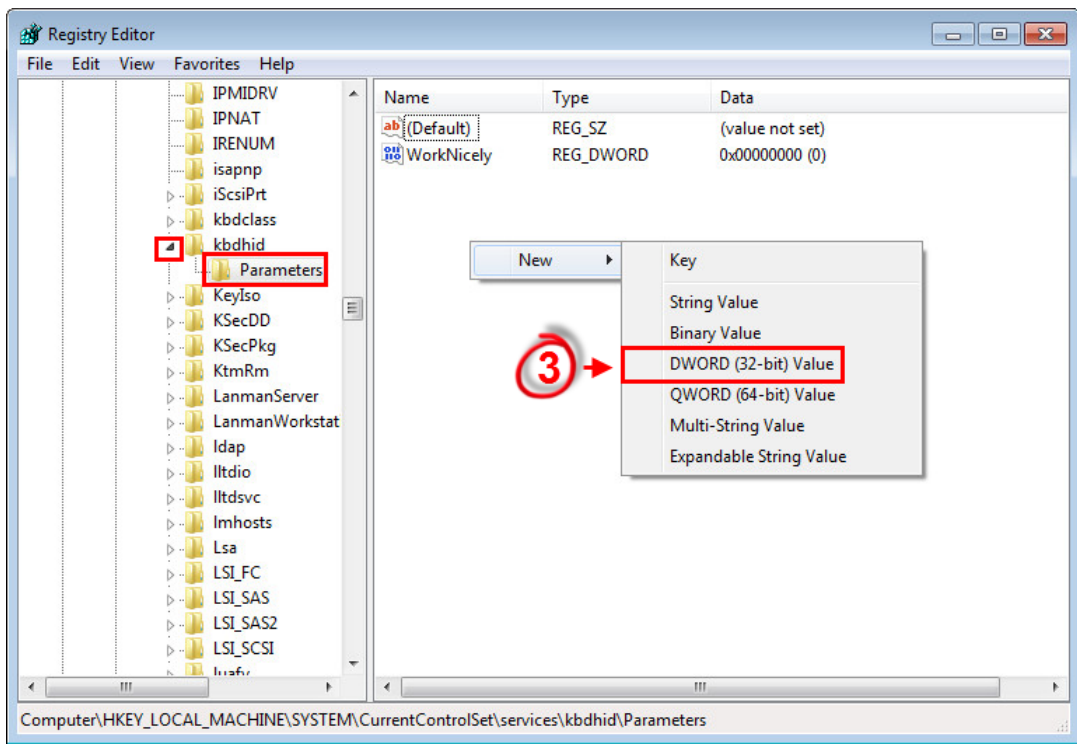 Registry Editor
File Edit View Favorites Help
IPMIDRV
IPNAT
IRENUM
isapnp
iScsiPrt
kbdclass
kbdhid
Parameters
KeyIso
KSecDD
KSecPkg
KtmRm
LanmanServer
LanmanWorkstat
ldap
lltdio
lltdsvc
lmhosts
Lsa
LSI_FC
LSI_SAS
LSI_SAS2
LSI_SCSI
luafv
Name Type Data
(Default) REG_SZ (value not set)
WorkNicely REG_DWORD 0x00000000 (0)
New
Key
String Value
Binary Value
3 DWORD (32-bit) Value
QWORD (64-bit) Value
Multi-String Value
Expandable String Value
Computer\HKEY_LOCAL_MACHINE\SYSTEM\CurrentControlSet\services\kbdhid\Parameters